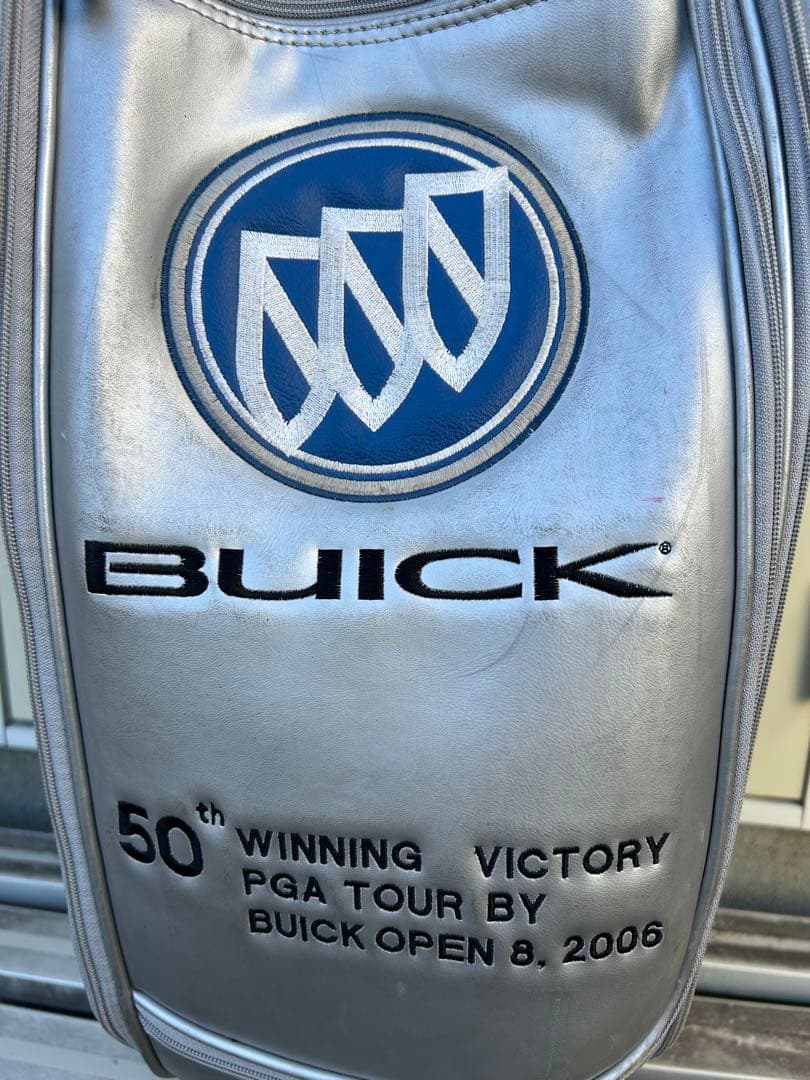 BUICK®
50th WINNING VICTORY
PGA TOUR BY
BUICK OPEN 8, 2006